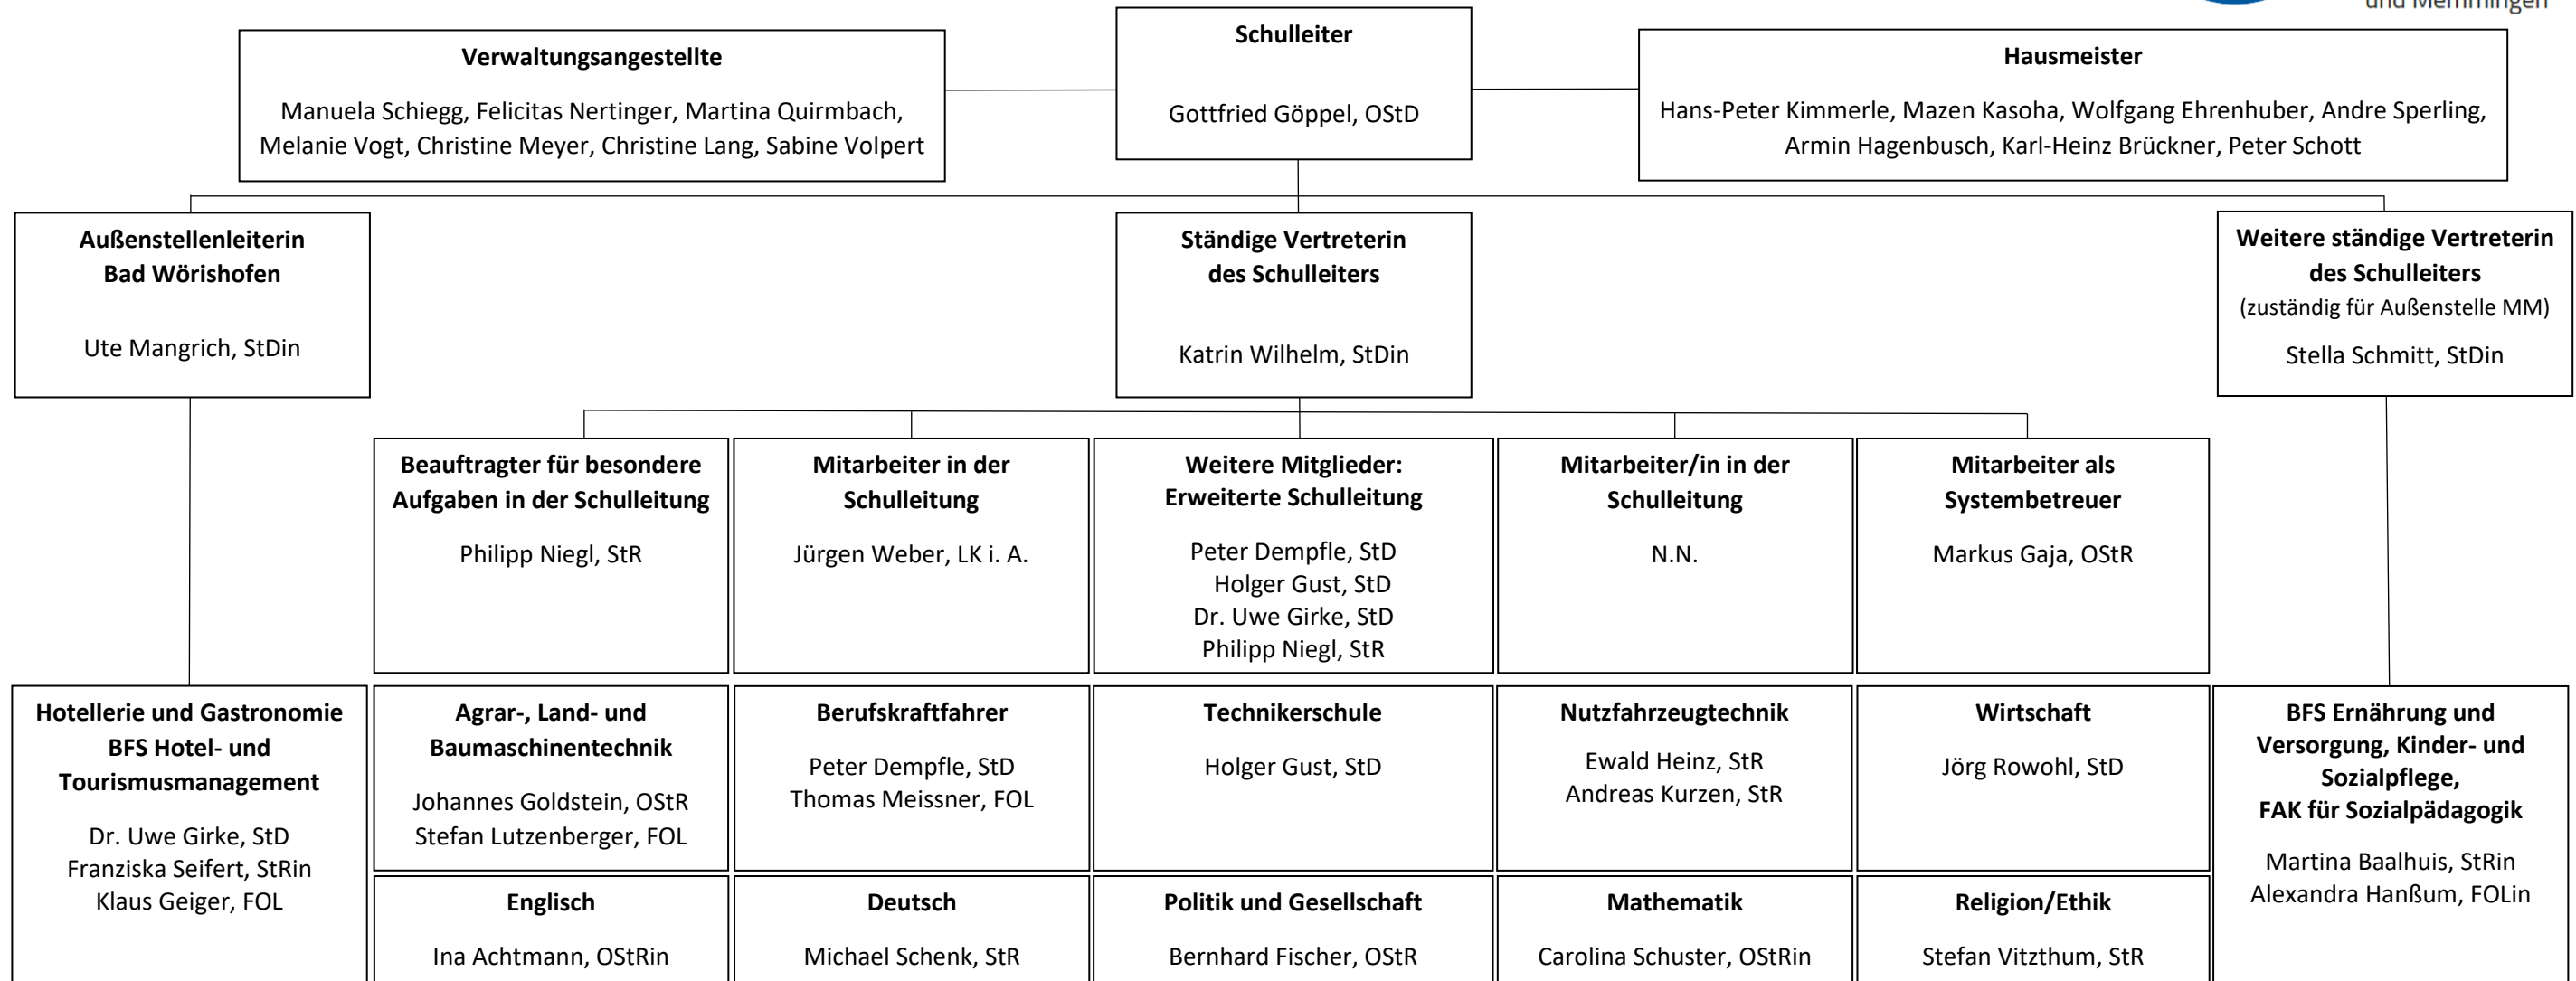 und Memmingen
Verwaltungsangestellte
Manuela Schiegg, Felicitas Nertinger, Martina Quirmbach,
Melanie Vogt, Christine Meyer, Christine Lang, Sabine Volpert
Schulleiter
Gottfried Göppel, OStD
Hausmeister
Hans-Peter Kimmerle, Mazen Kasoha, Wolfgang Ehrenhuber, Andre Sperling,
Armin Hagenbusch, Karl-Heinz Brückner, Peter Schott
Außenstellenleiterin
Bad Wörishofen
Ute Mangrich, StDin
Ständige Vertreterin
des Schulleiters
Katrin Wilhelm, StDin
Weitere ständige Vertreterin
des Schulleiters
(zuständig für Außenstelle MM)
Stella Schmitt, StDin
Beauftragter für besondere
Aufgaben in der Schulleitung
Philipp Niegl, StR
Mitarbeiter in der
Schulleitung
Jürgen Weber, LK i. A.
Weitere Mitglieder:
Erweiterte Schulleitung
Peter Dempfle, StD
Holger Gust, StD
Dr. Uwe Girke, StD
Philipp Niegl, StR
Mitarbeiter/in in der
Schulleitung
N.N.
Mitarbeiter als
Systembetreuer
Markus Gaja, OStR
Hotellerie und Gastronomie
BFS Hotel- und
Tourismusmanagement
Dr. Uwe Girke, StD
Franziska Seifert, StRin
Klaus Geiger, FOL
Agrar-, Land- und
Baumaschinentechnik
Johannes Goldstein, OStR
Stefan Lutzenberger, FOL
Berufskraftfahrer
Peter Dempfle, StD
Thomas Meissner, FOL
Technikerschule
Holger Gust, StD
Nutzfahrzeugtechnik
Ewald Heinz, StR
Andreas Kurzen, StR
Wirtschaft
Jörg Rowohl, StD
BFS Ernährung und
Versorgung, Kinder- und
Sozialpflege,
FAK für Sozialpädagogik
Martina Baalhuis, StRin
Alexandra Hanßum, FOLin
Englisch
Ina Achtmann, OStRin
Deutsch
Michael Schenk, StR
Politik und Gesellschaft
Bernhard Fischer, OStR
Mathematik
Carolina Schuster, OStRin
Religion/Ethik
Stefan Vitzthum, StR